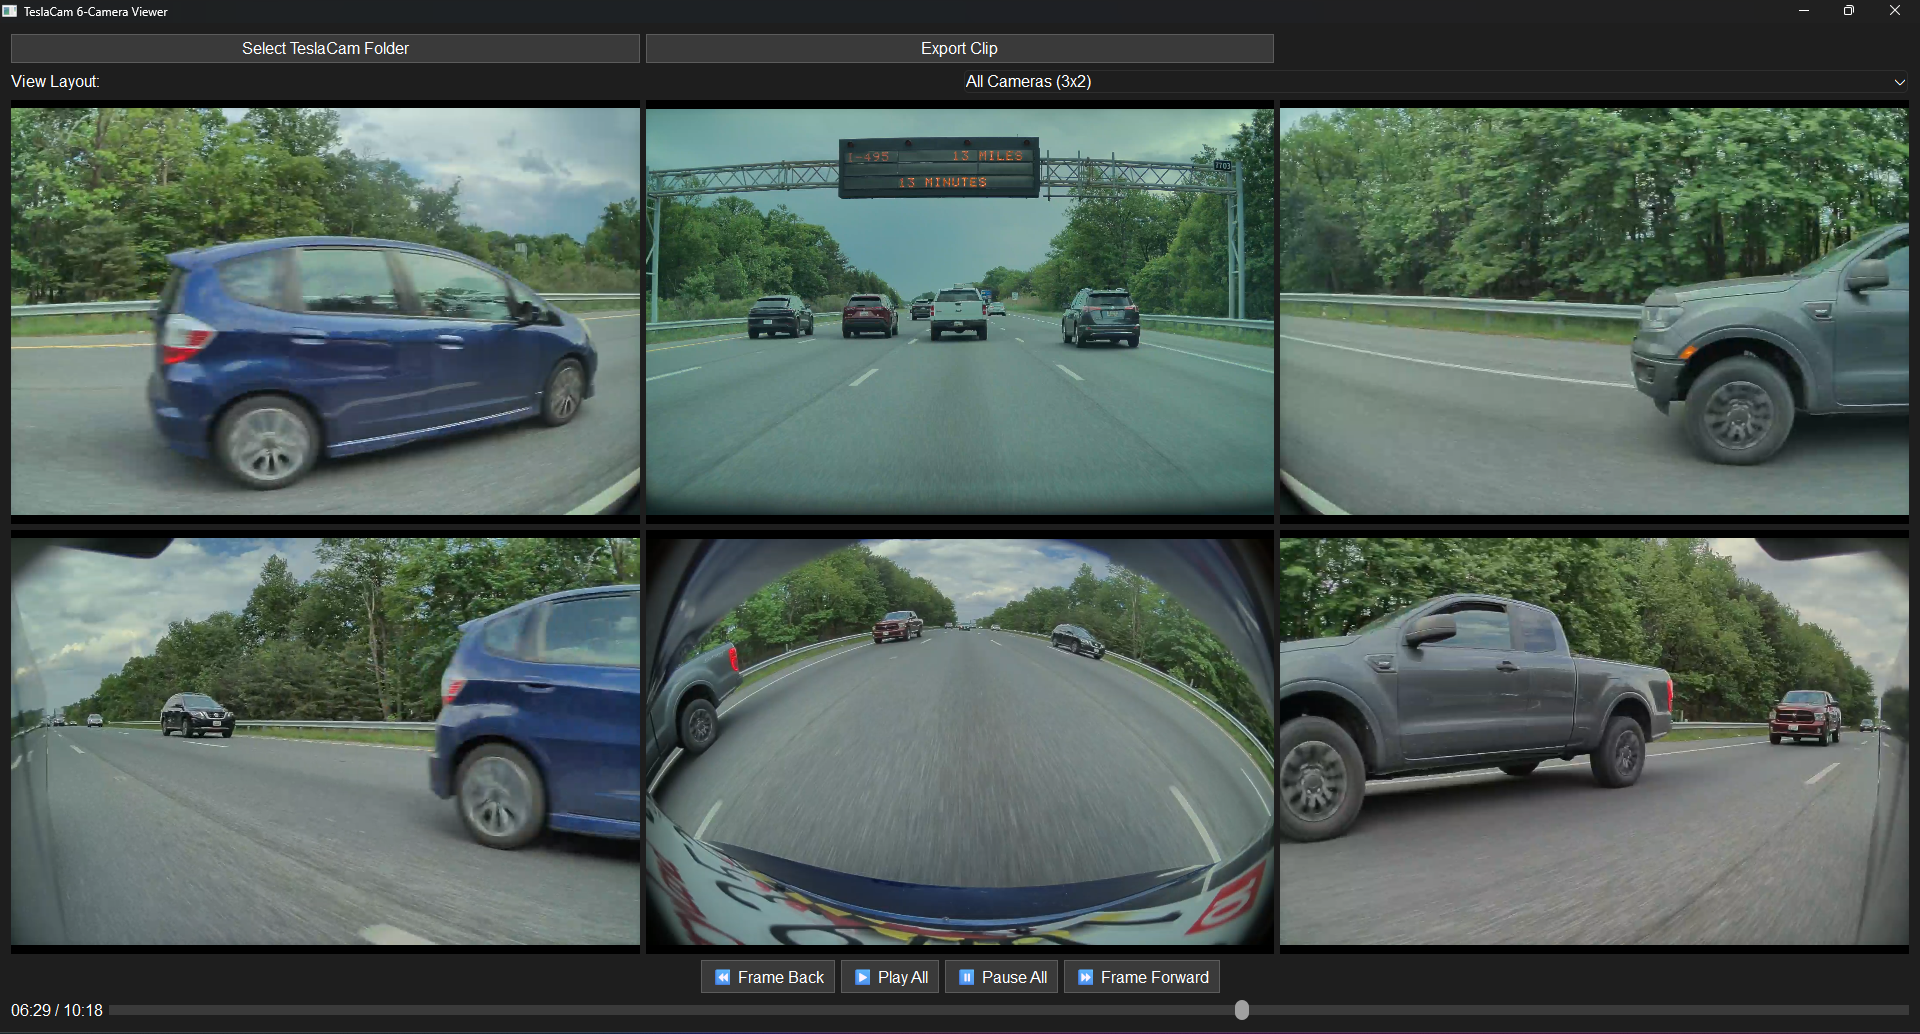 TeslaCam 6-Camera Viewer
Select TeslaCam Folder
Export Clip
View Layout:
All Cameras (3x2)
I-495 13 MILES
13 MINUTES
7703
Frame Back
Play All
Pause All
Frame Forward
06:29 / 10:18